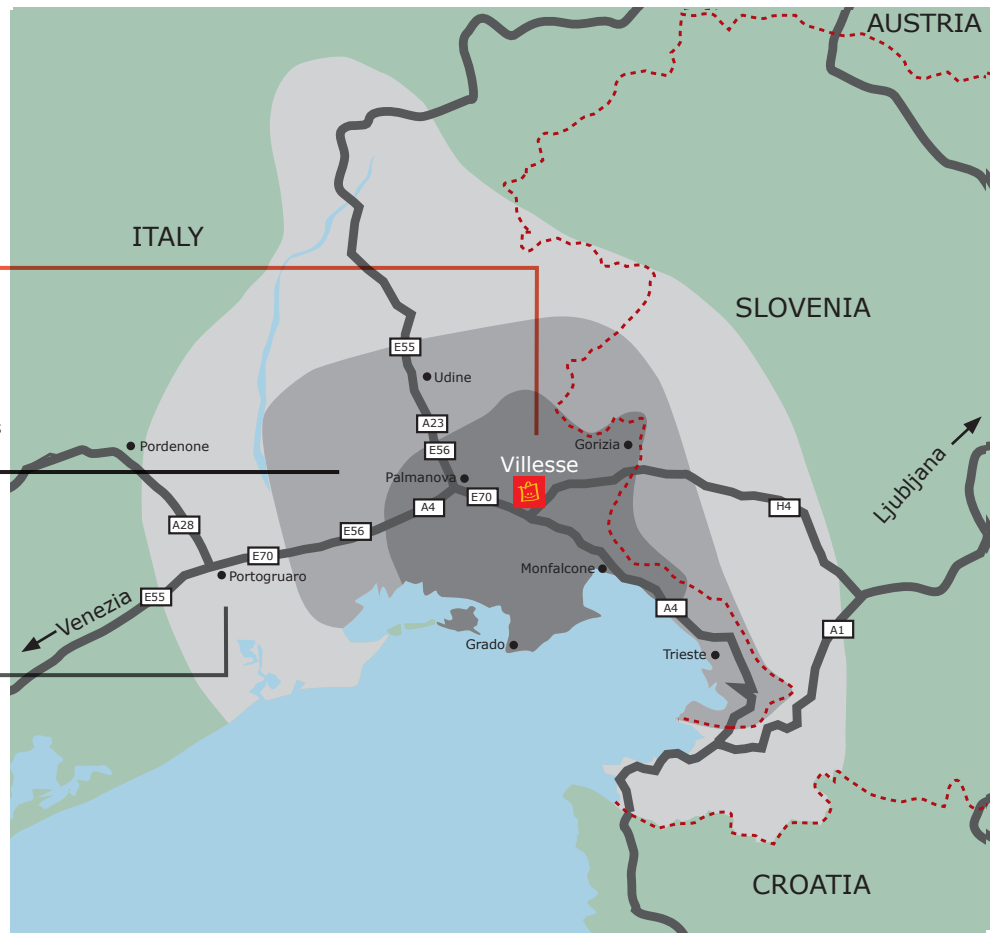 AUSTRIA
ITALY
SLOVENIA
E55
Udine
A23
Pordenone
E56
Gorizia
Villesse
Palmanova
E70
A4
H4
Ljubljana
A28
E56
E70
Monfalcone
Portogruaro
E55
Venezia
A4
A1
Grado
Trieste
CROATIA